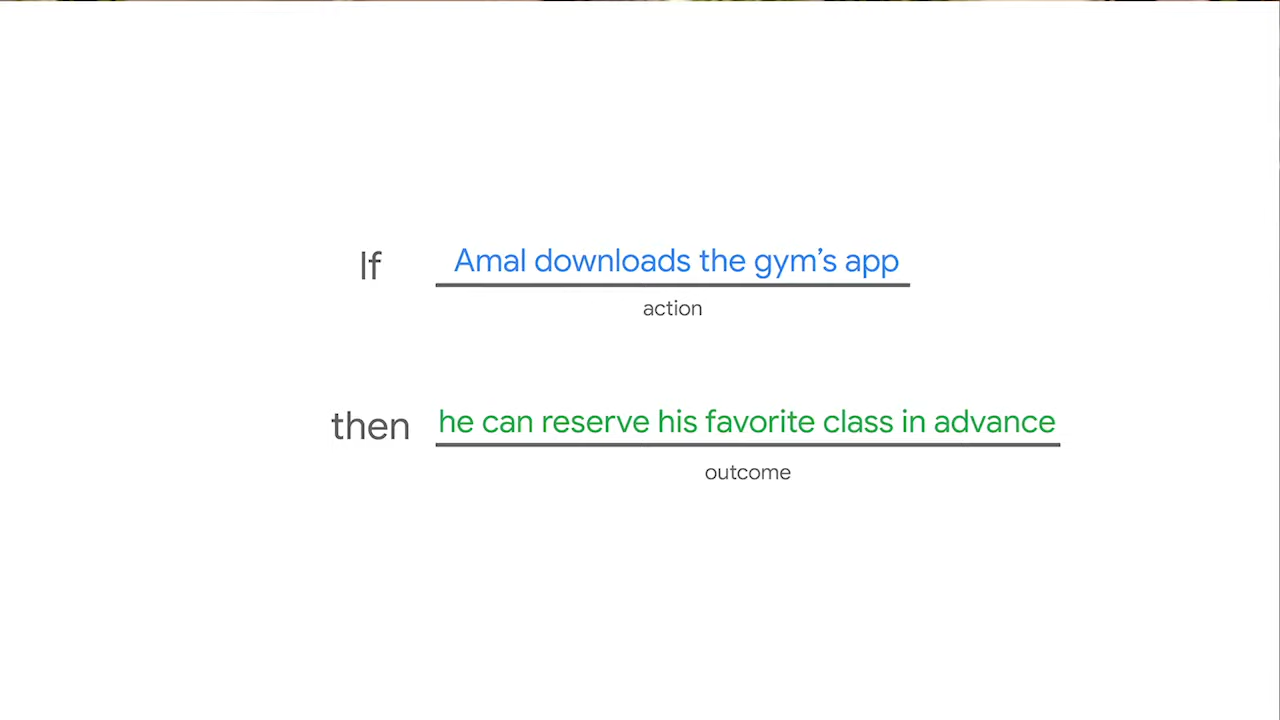 If Amal downloads the gym’s app
action
then he can reserve his favorite class in advance
outcome